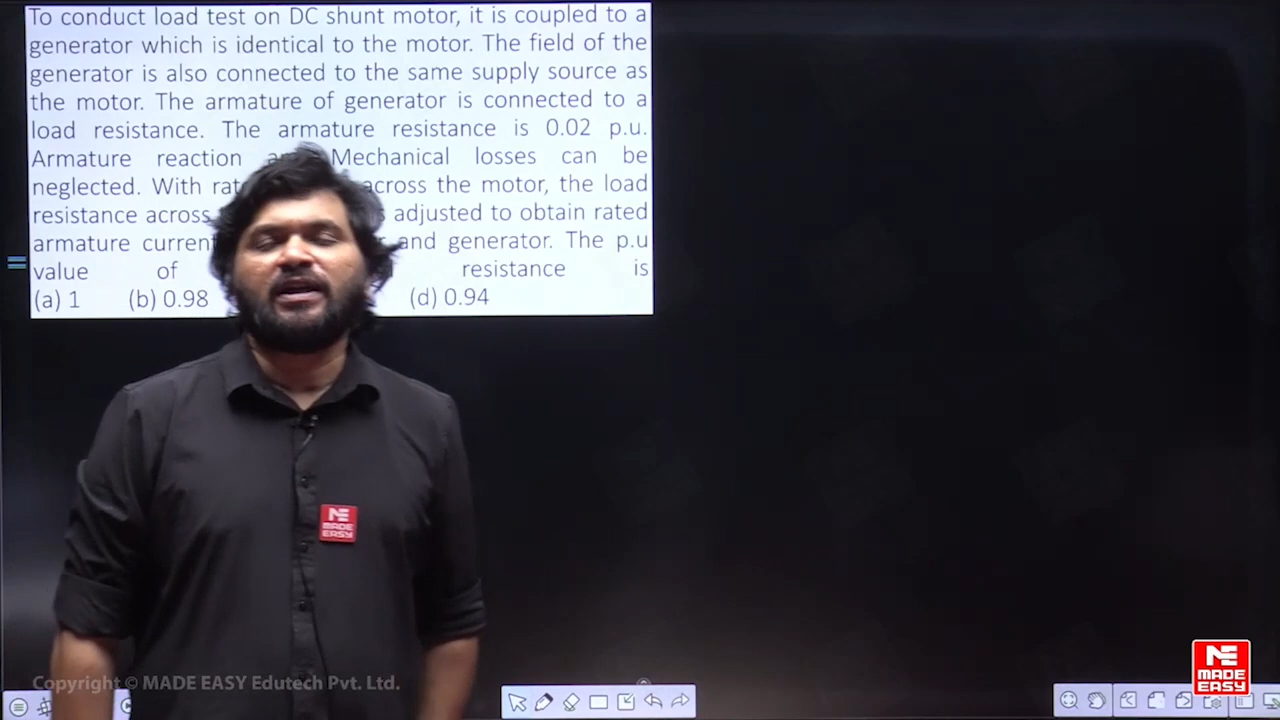 To conduct load test on DC shunt motor, it is coupled to a
generator which is identical to the motor. The field of the
generator is also connected to the same supply source as
the motor. The armature of generator is connected to a
load resistance. The armature resistance is 0.02 p.u.
Armature reaction Mechanical losses can be
neglected. With across the motor, the load
resistance across adjusted to obtain rated
armature current and generator. The p.u
value of resistance is
(a) 1 (b) 0.98 (d) 0.94
NE
MADE
EASY
Copyright © MADE EASY Edutech Pvt. Ltd.
NE
MADE
EASY